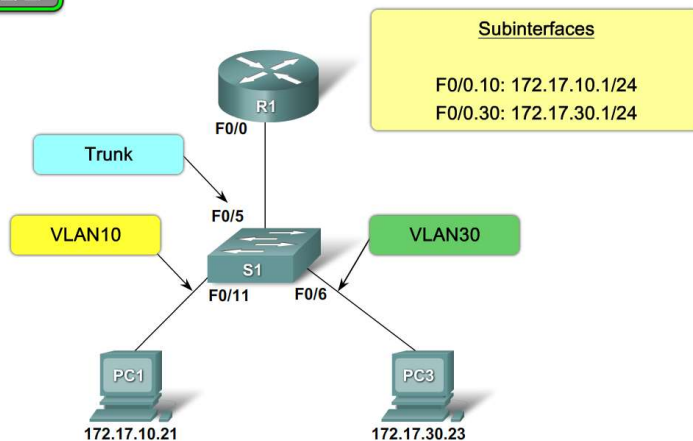 Subinterfaces
F0/0.10: 172.17.10.1/24
F0/0.30: 172.17.30.1/24
R1
F0/0
Trunk
F0/5
VLAN10
VLAN30
S1
F0/11
F0/6
PC1
PC3
172.17.10.21
172.17.30.23